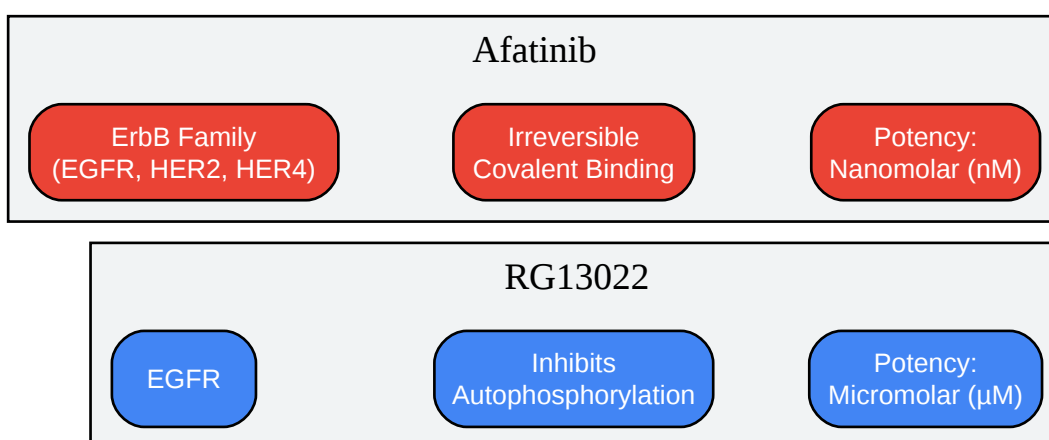 Afatinib
ErbB Family
(EGFR, HER2, HER4)
Irreversible
Covalent Binding
Potency:
Nanomolar (nM)
RG13022
EGFR
Inhibits
Autophosphorylation
Potency:
Micromolar (µM)